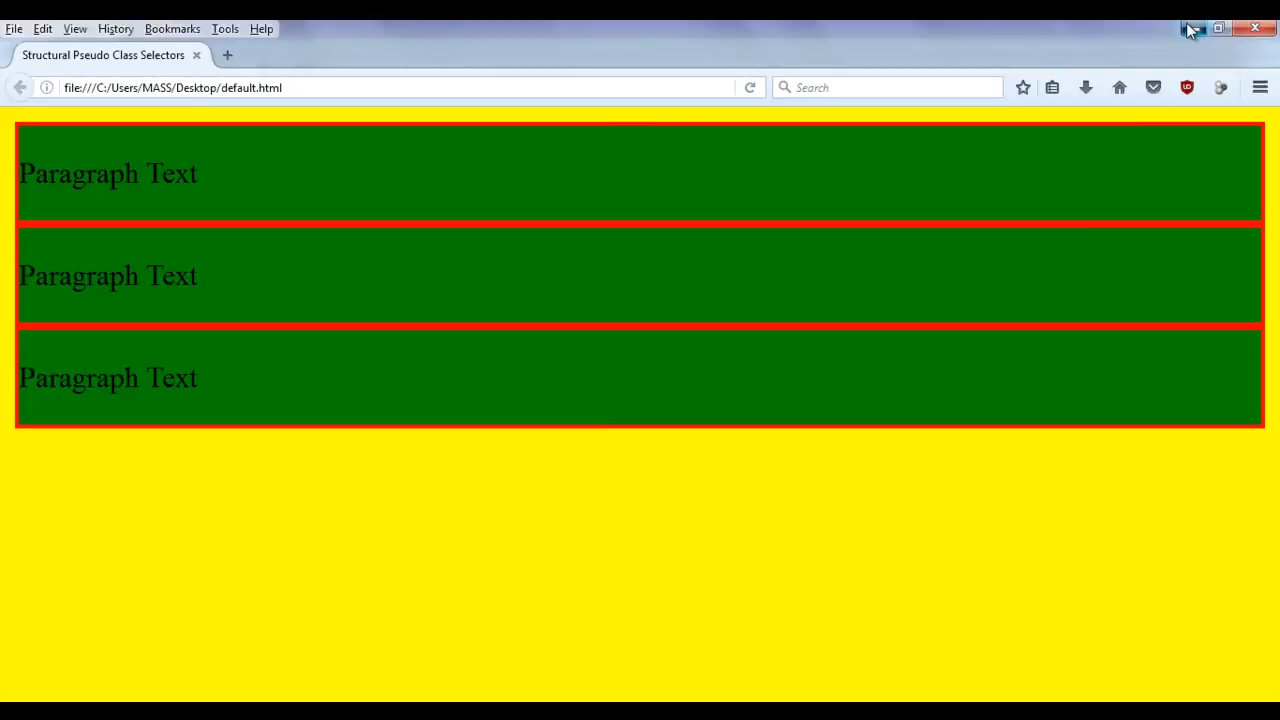 File Edit View History Bookmarks Tools Help
Structural Pseudo Class Selectors
file:///C:/Users/MASS/Desktop/default.html
Search
Paragraph Text
Paragraph Text
Paragraph Text